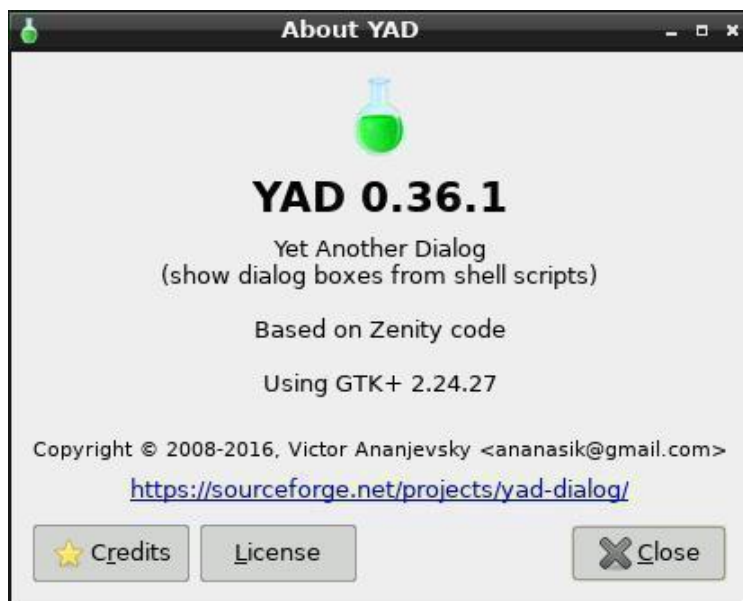 About YAD
YAD 0.36.1
Yet Another Dialog
(show dialog boxes from shell scripts)
Based on Zenity code
Using GTK+ 2.24.27
Copyright © 2008-2016, Victor Ananjevsky <ananasik@gmail.com>
https://sourceforge.net/projects/yad-dialog/
Credits License Close